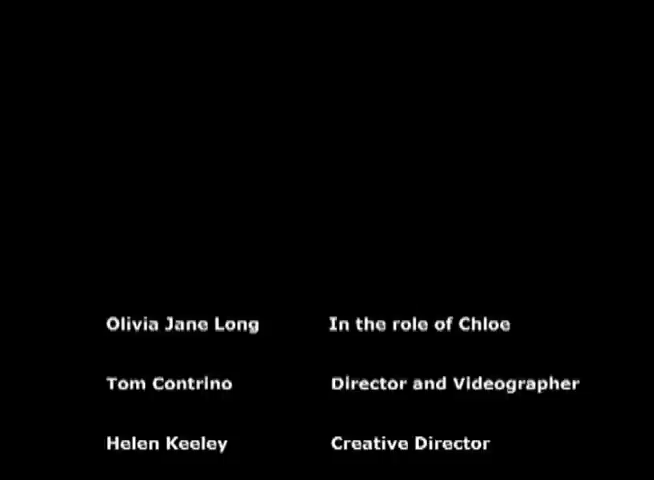 Olivia Jane Long In the role of Chloe
Tom Contrino Director and Videographer
Helen Keeley Creative Director